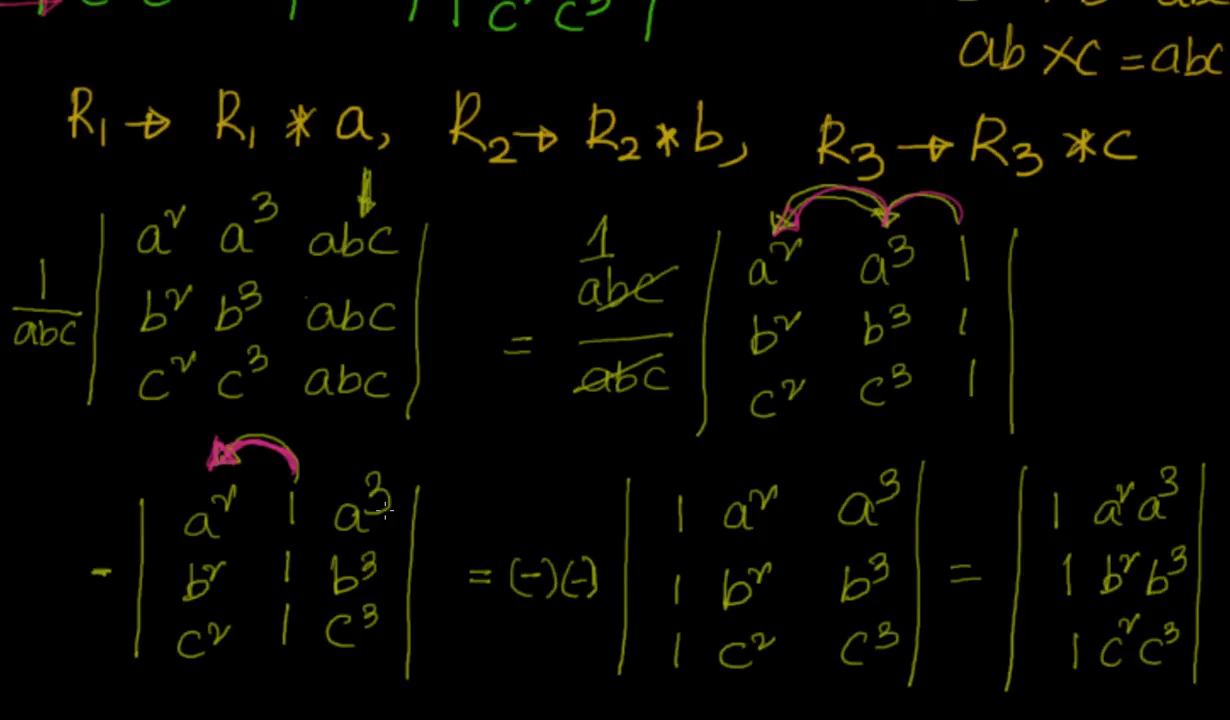 c² c³
ab × c = abc
R₁ → R₁ * a, R₂ → R₂ * b, R₃ → R₃ * c
1/abc | a² a³ abc | = 1 abc/abc | a² a³ 1 |
| b² b³ abc | | b² b³ 1 |
| c² c³ abc | | c² c³ 1 |
- | a² 1 a³ | = (-)(-) | 1 a² a³ | = | 1 a² a³ |
| b² 1 b³ | | 1 b² b³ | | 1 b² b³ |
| c² 1 c³ | | 1 c² c³ | | 1 c² c³ |